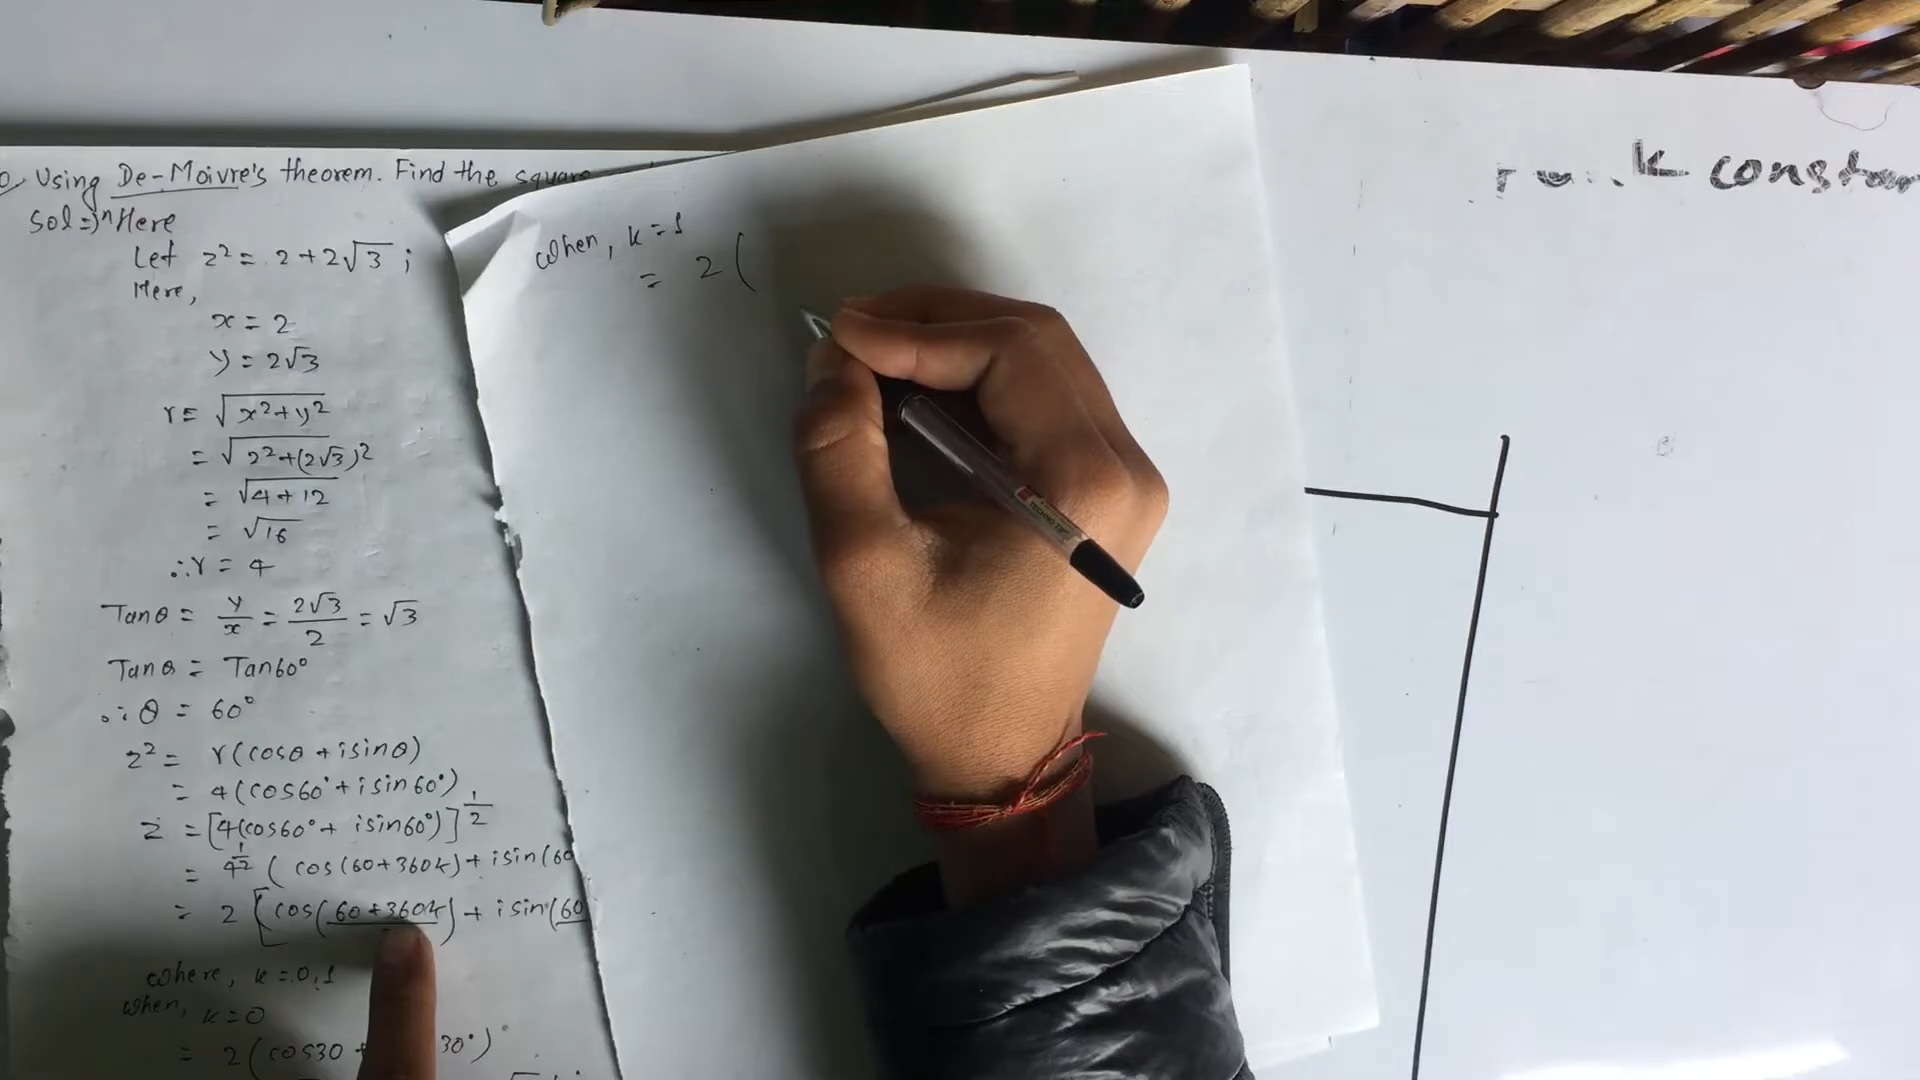 Using De-Moivre's theorem. Find the square
Sol=)ⁿ Here
Let z² = 2 + 2√3 i
Here,
x = 2
y = 2√3
r = √x²+y²
= √2²+(2√3)²
= √4+12
= √16
∴ r = 4
Tanθ = y/x = 2√3/2 = √3
Tanθ = Tan60°
∴ θ = 60°
z² = r(cosθ + isinθ)
= 4(cos60° + isin60°)
z = [4(cos60° + isin60°)]^1/2
= 4^1/2 ( cos(60+360k) + isin(60
= 2 [cos(60+360k) + isin(60
where, k = 0,1
when, k=0
= 2(cos30 + 30°)
when, k = 1
= 2 (
k constan